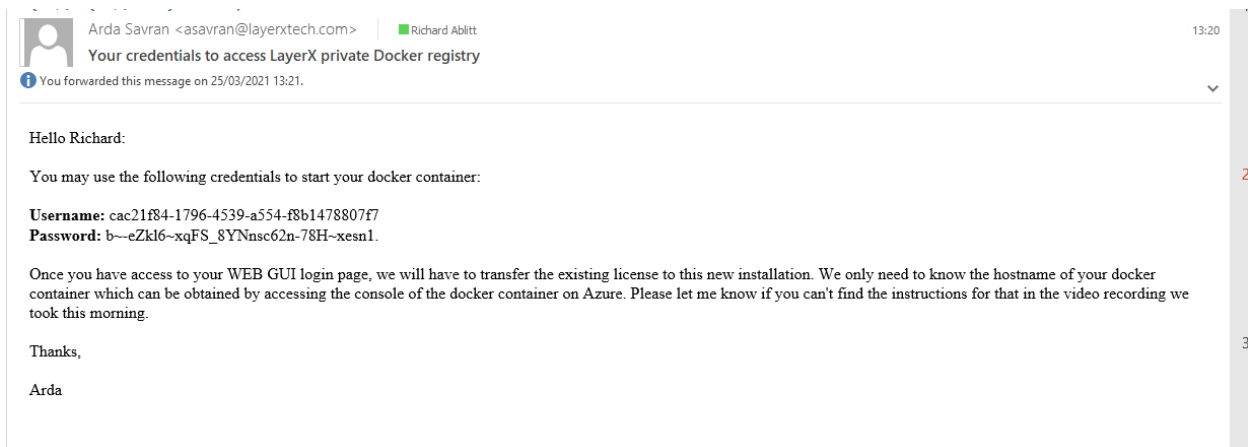 Arda Savran <asavran@layerxtech.com> Richard Ablitt 13:20
Your credentials to access LayerX private Docker registry
You forwarded this message on 25/03/2021 13:21.
Hello Richard:
You may use the following credentials to start your docker container:
Username: cac21f84-1796-4539-a554-f8b1478807f7
Password: b~-eZkl6~xqFS_8YNnsc62n-78H~xesn1.
Once you have access to your WEB GUI login page, we will have to transfer the existing license to this new installation. We only need to know the hostname of your docker
container which can be obtained by accessing the console of the docker container on Azure. Please let me know if you can't find the instructions for that in the video recording we
took this morning.
Thanks,
Arda
2
3